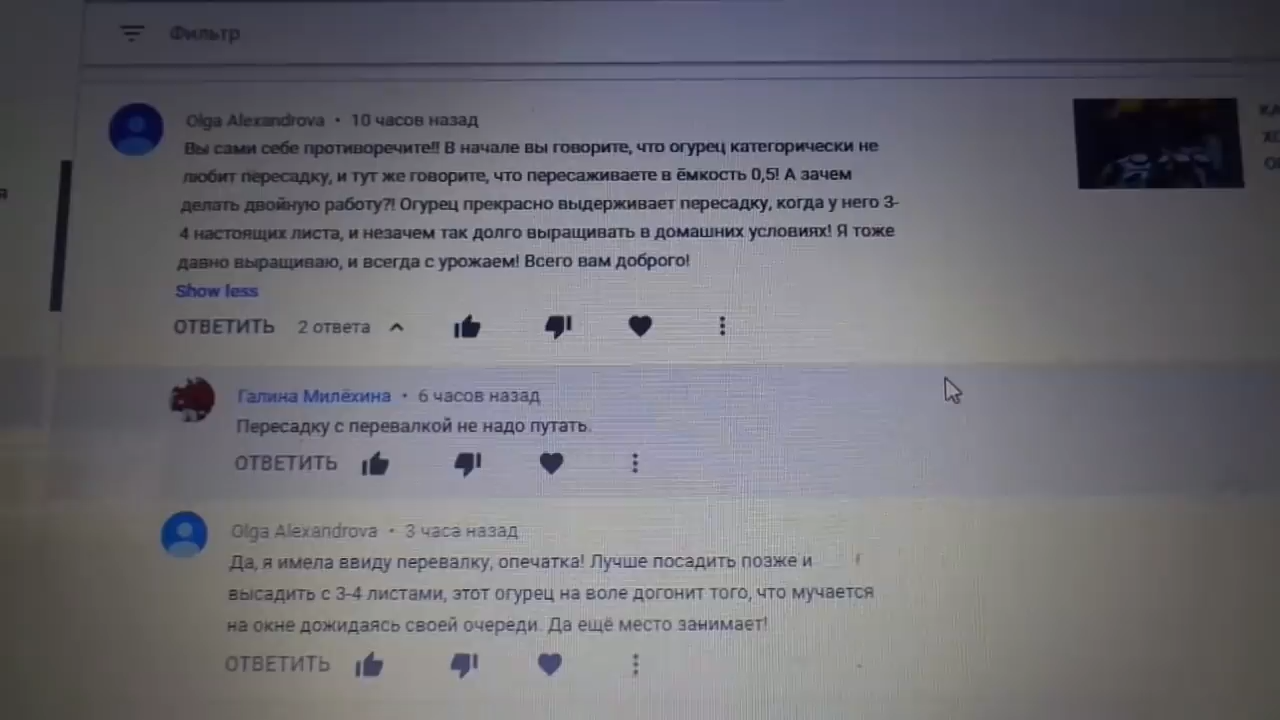 Фильтр
Olga Alexandrova • 10 часов назад
Вы сами себе противоречите!! В начале вы говорите, что огурец категорически не
любит пересадку, и тут же говорите, что пересаживаете в ёмкость 0,5! А зачем
делать двойную работу?! Огурец прекрасно выдерживает пересадку, когда у него 3-
4 настоящих листа, и незачем так долго выращивать в домашних условиях! Я тоже
давно выращиваю, и всегда с урожаем! Всего вам доброго!
Show less
ОТВЕТИТЬ 2 ответа
Галина Милёхина • 6 часов назад
Пересадку с перевалкой не надо путать.
ОТВЕТИТЬ
Olga Alexandrova • 3 часа назад
Да, я имела ввиду перевалку, опечатка! Лучше посадить позже и
высадить с 3-4 листами, этот огурец на воле догонит того, что мучается
на окне дожидаясь своей очереди. Да ещё место занимает!
ОТВЕТИТЬ